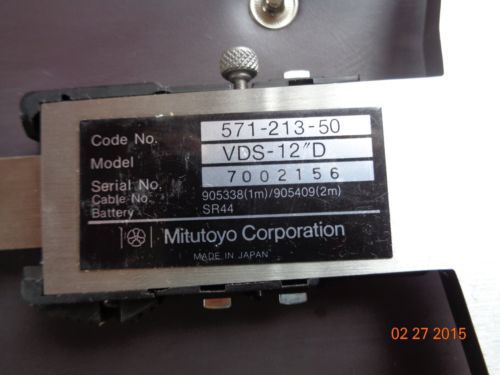 Code No. 571-213-50
Model VDS-12"D
Serial No. 7002156
Cable No. 905338(1m)/905409(2m)
Battery SR44
Mitutoyo Corporation
MADE IN JAPAN
02 27 2015